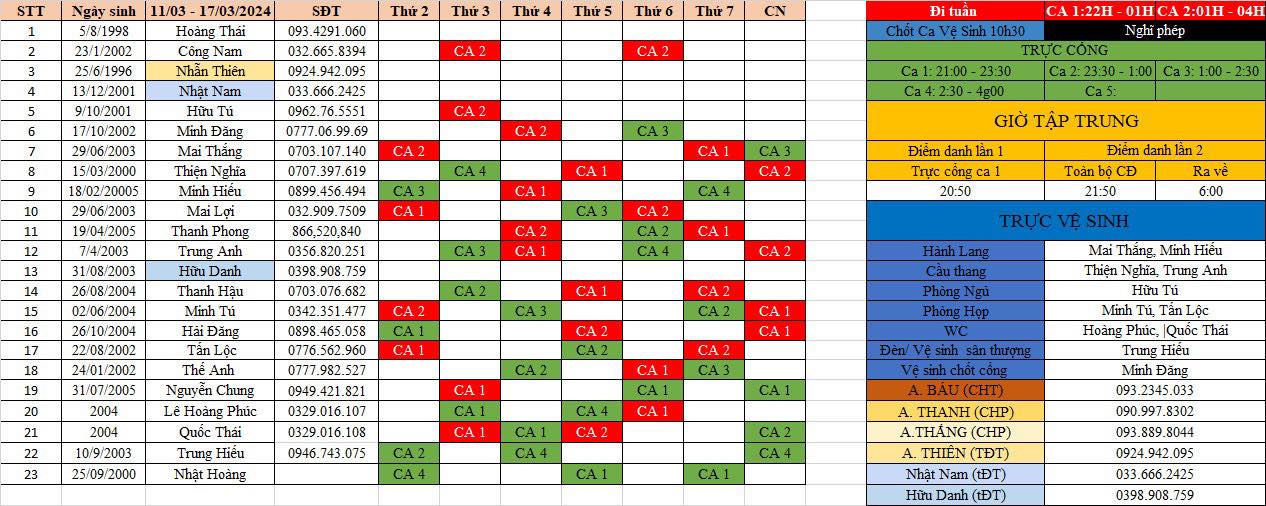 STT Ngày sinh 11/03 - 17/03/2024 SĐT Thứ 2 Thứ 3 Thứ 4 Thứ 5 Thứ 6 Thứ 7 CN Đi tuần CA 1:22H - 01H CA 2:01H - 04H
1 5/8/1998 Hoàng Thái 093.4291.060 Chốt Ca Vệ Sinh 10h30 Nghĩ phép
2 23/1/2002 Công Nam 032.665.8394 CA 2 CA 2 TRỰC CỔNG
3 25/6/1996 Nhẫn Thiên 0924.942.095 Ca 1: 21:00 - 23:30 Ca 2: 23:30 - 1:00 Ca 3: 1:00 - 2:30
4 13/12/2001 Nhật Nam 033.666.2425 Ca 4: 2:30 - 4g00 Ca 5:
5 9/10/2001 Hữu Tú 0962.76.5551 CA 2 GIỜ TẬP TRUNG
6 17/10/2002 Minh Đăng 0777.06.99.69 CA 2 CA 3
7 29/06/2003 Mai Thắng 0703.107.140 CA 2 CA 1 CA 3 Điểm danh lần 1 Điểm danh lần 2
8 15/03/2000 Thiện Nghĩa 0707.397.619 CA 4 CA 1 CA 2 Trực cổng ca 1 Toàn bộ CĐ Ra về
9 18/02/20005 Minh Hiếu 0899.456.494 CA 3 CA 1 CA 4 20:50 21:50 6:00
10 29/06/2003 Mai Lợi 032.909.7509 CA 1 CA 3 CA 2 TRỰC VỆ SINH
11 19/04/2005 Thanh Phong 866,520,840 CA 2 CA 2 CA 1
12 7/4/2003 Trung Anh 0356.820.251 CA 3 CA 1 CA 4 CA 2 Hành Lang Mai Thắng, Minh Hiếu
13 31/08/2003 Hữu Danh 0398.908.759 Cầu thang Thiện Nghĩa, Trung Anh
14 26/08/2004 Thanh Hậu 0703.076.682 CA 2 CA 1 CA 2 Phòng Ngủ Hữu Tú
15 02/06/2004 Minh Tú 0342.351.477 CA 2 CA 3 CA 2 CA 1 Phòng Họp Minh Tú, Tấn Lộc
16 26/10/2004 Hải Đăng 0898.465.058 CA 1 CA 2 CA 1 WC Hoàng Phúc, |Quốc Thái
17 22/08/2002 Tấn Lộc 0776.562.960 CA 1 CA 2 CA 2 Đèn/ Vệ sinh sân thượng Trung Hiếu
18 24/01/2002 Thế Anh 0777.982.527 CA 2 CA 1 CA 3 Vệ sinh chốt cổng Minh Đăng
19 31/07/2005 Nguyễn Chung 0949.421.821 CA 1 CA 1 CA 1 A. BÁU (CHT) 093.2345.033
20 2004 Lê Hoàng Phúc 0329.016.107 CA 1 CA 4 CA 1 A. THANH (CHP) 090.997.8302
21 2004 Quốc Thái 0329.016.108 CA 1 CA 1 CA 2 CA 2 A.THẮNG (CHP) 093.889.8044
22 10/9/2003 Trung Hiếu 0946.743.075 CA 2 CA 4 CA 4 A. THIÊN (TĐT) 0924.942.095
23 25/09/2000 Nhật Hoàng CA 4 CA 1 CA 1 Nhật Nam (tĐT) 033.666.2425
Hữu Danh (tĐT) 0398.908.759